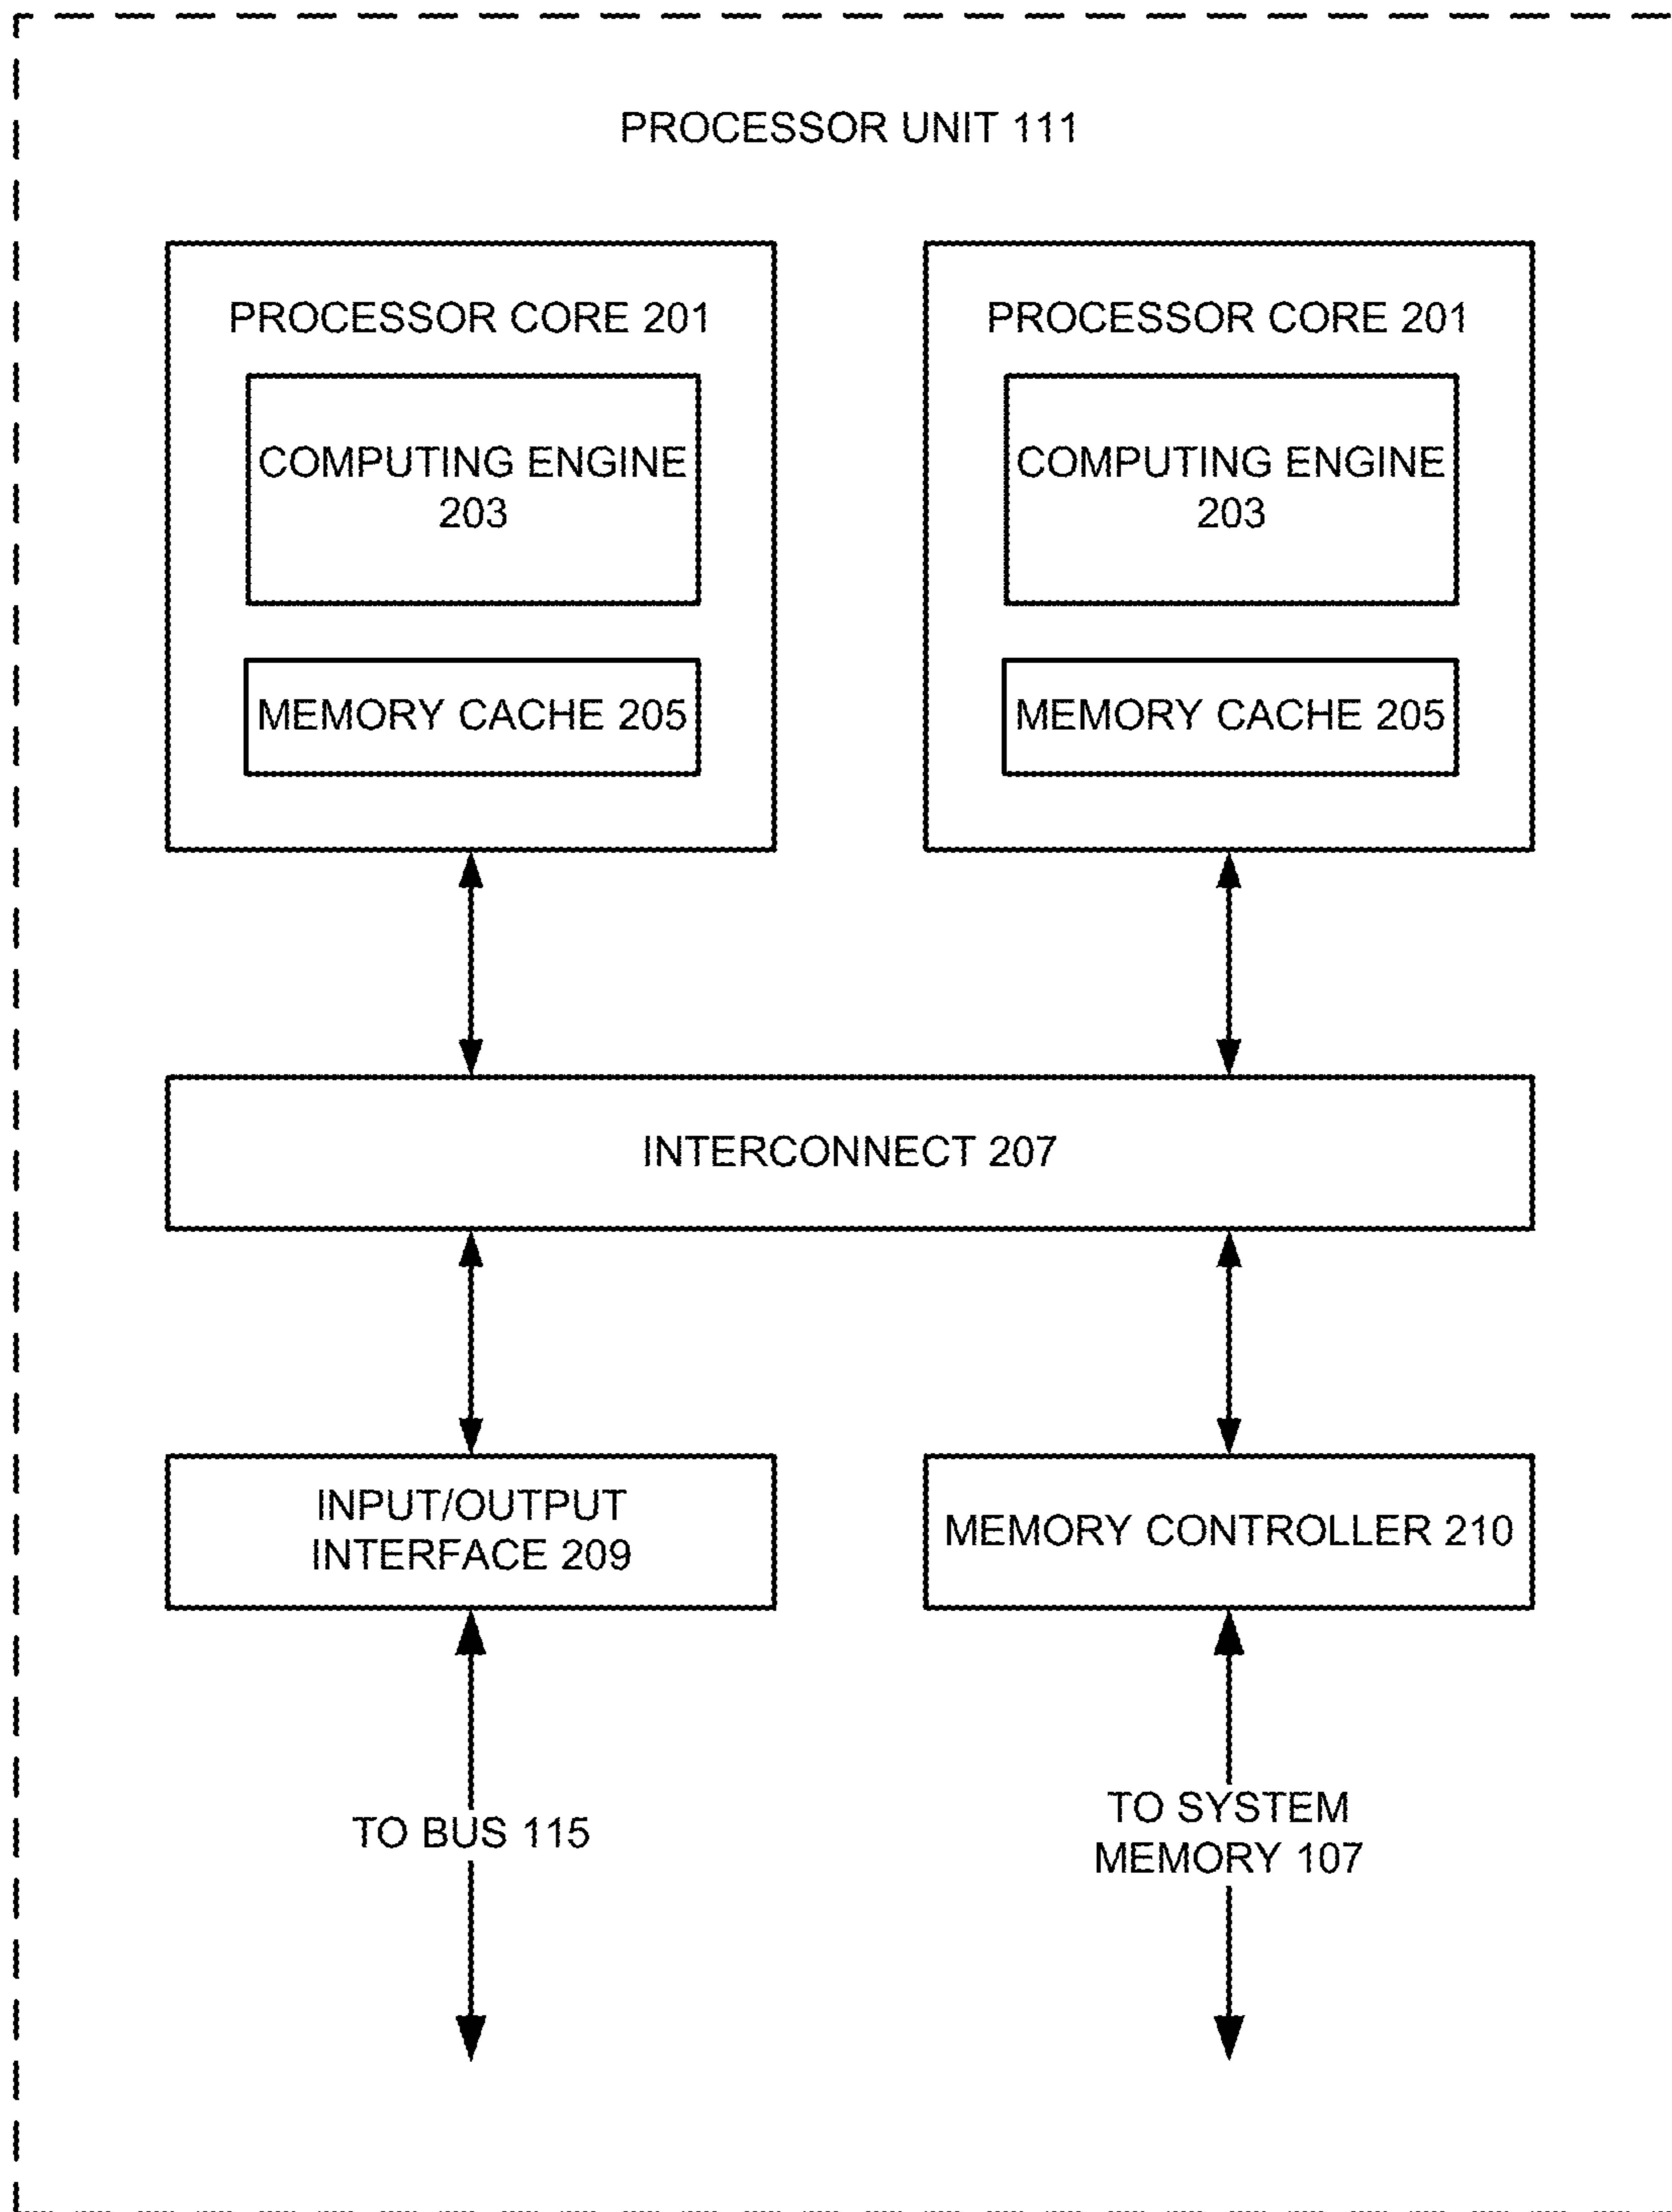 PROCESSOR UNIT 111
PROCESSOR CORE 201
COMPUTING ENGINE
203
MEMORY CACHE 205
PROCESSOR CORE 201
COMPUTING ENGINE
203
MEMORY CACHE 205
INTERCONNECT 207
INPUT/OUTPUT
INTERFACE 209
MEMORY CONTROLLER 210
TO BUS 115
TO SYSTEM
MEMORY 107